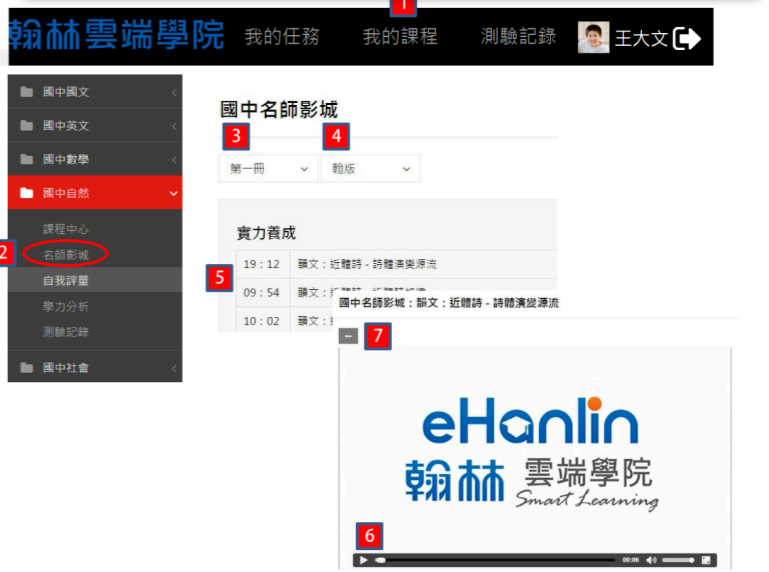 1
翰林雲端學院 我的任務 我的課程 測驗記錄 王大文
國中國文
國中英文
國中數學
國中自然
課程中心
2 名師影城
自我評量
學力分析
測驗記錄
國中社會
國中名師影城
3 4
第一冊 翰版
實力養成
5
19：12 韻文：近體詩 - 詩體演變源流
09：54 韻文：
10：02 韻文：
國中名師影城：韻文：近體詩 - 詩體演變源流
← 7
eHanlin
翰林 雲端學院
Smart Learning
6
00:06